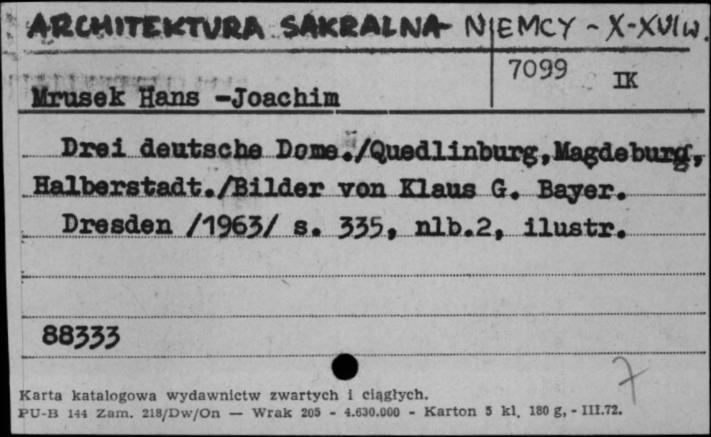 ARCHITEKTURA SAKRALNA - NIEMCY - X-XVI w.
7099 IK
Mrusek Hans -Joachim
Drei deutsche Dome./Quedlinburg,Magdeburg,
Halberstadt./Bilder von Klaus G. Bayer.
Dresden /1963/ s. 335, nlb.2, ilustr.
88333
7
Karta katalogowa wydawnictw zwartych i ciągłych.
PU-B 144 Zam. 218/Dw/On — Wrak 205 - 4.630.000 - Karton 5 kl. 180 g, - III.72.